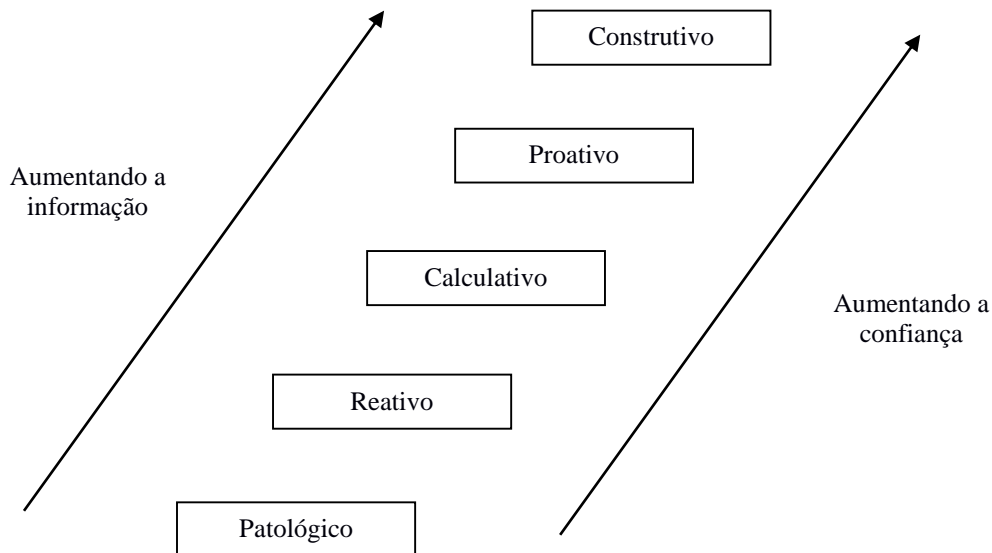 Construtivo
Proativo
Aumentando a
informação
Calculativo
Aumentando a
confiança
Reativo
Patológico